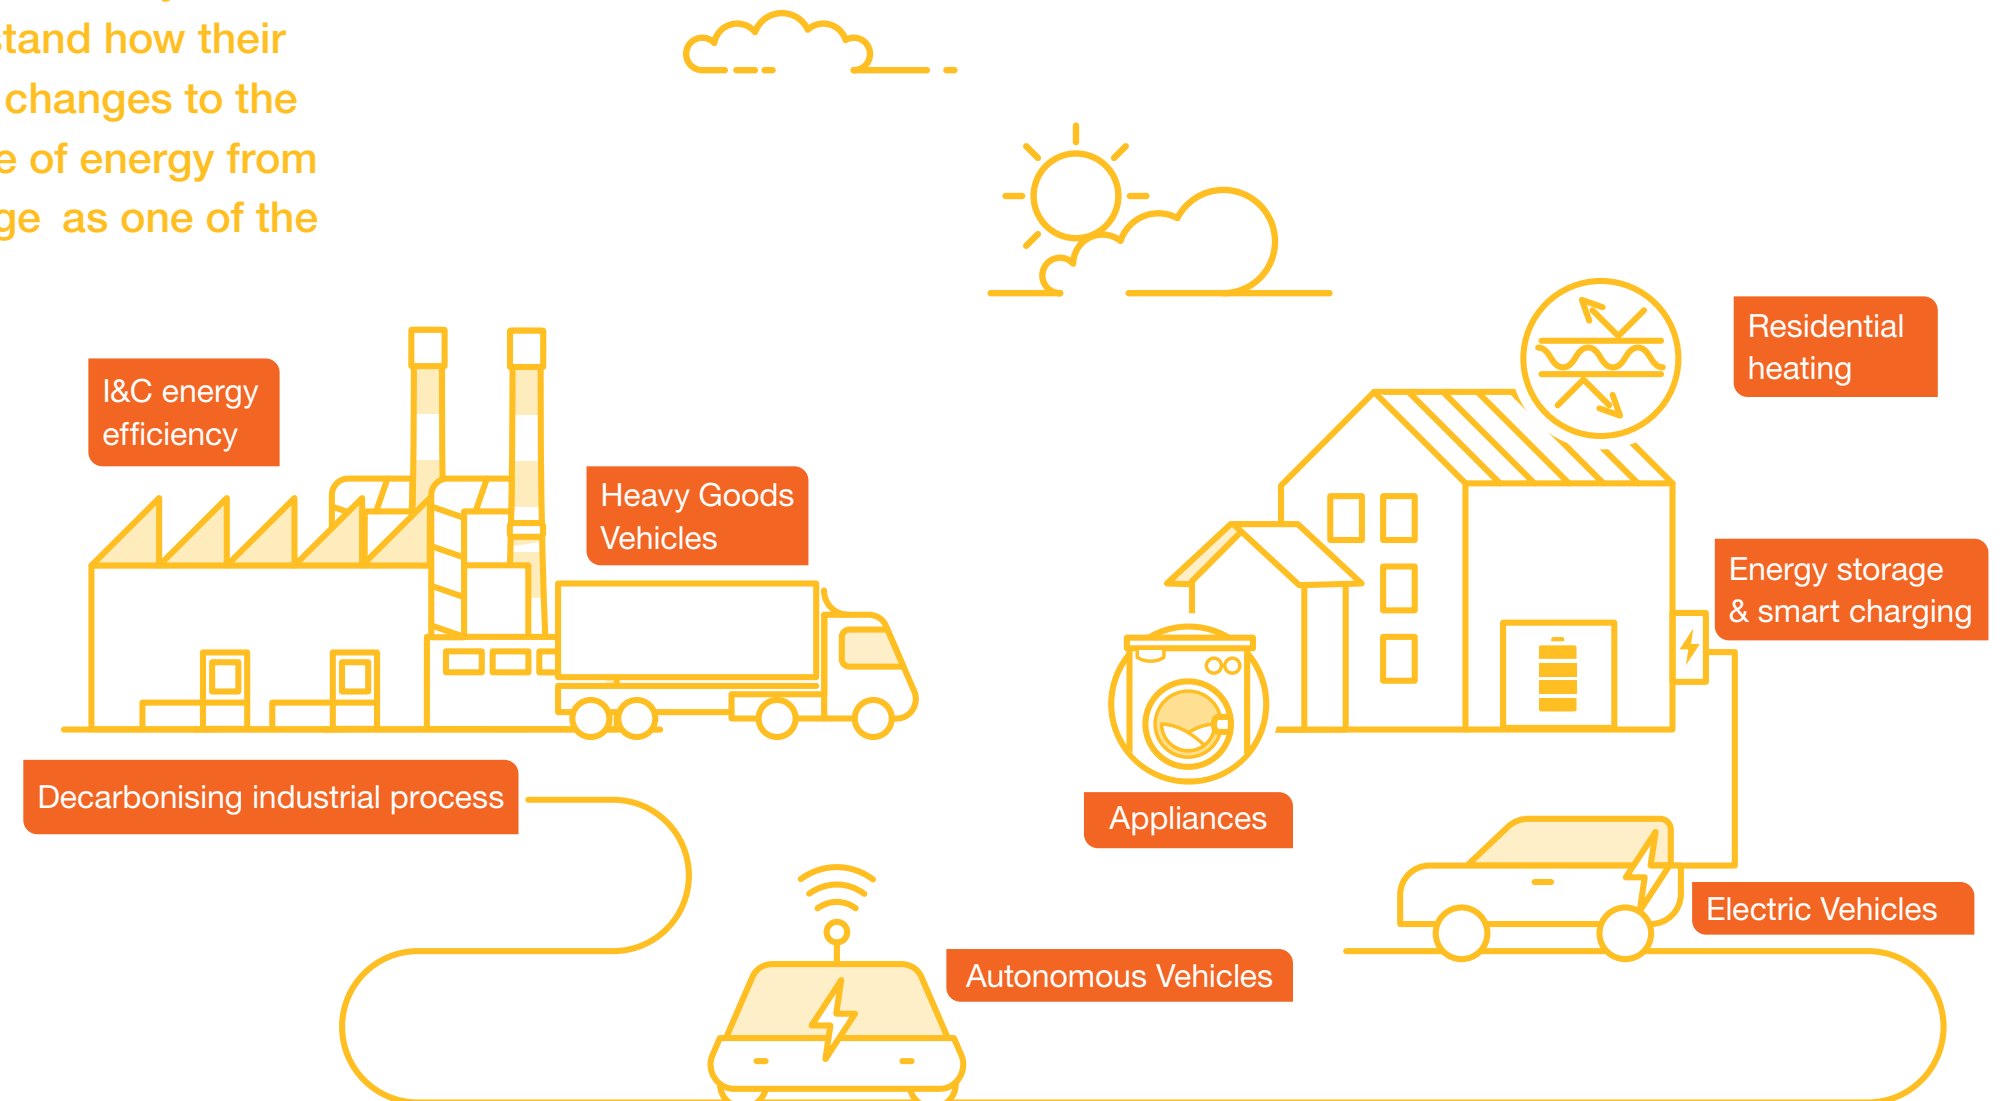 stand how their
changes to the
e of energy from
ge as one of the
I&C energy
efficiency
Heavy Goods
Vehicles
Decarbonising industrial process
Residential
heating
Energy storage
& smart charging
Appliances
Electric Vehicles
Autonomous Vehicles